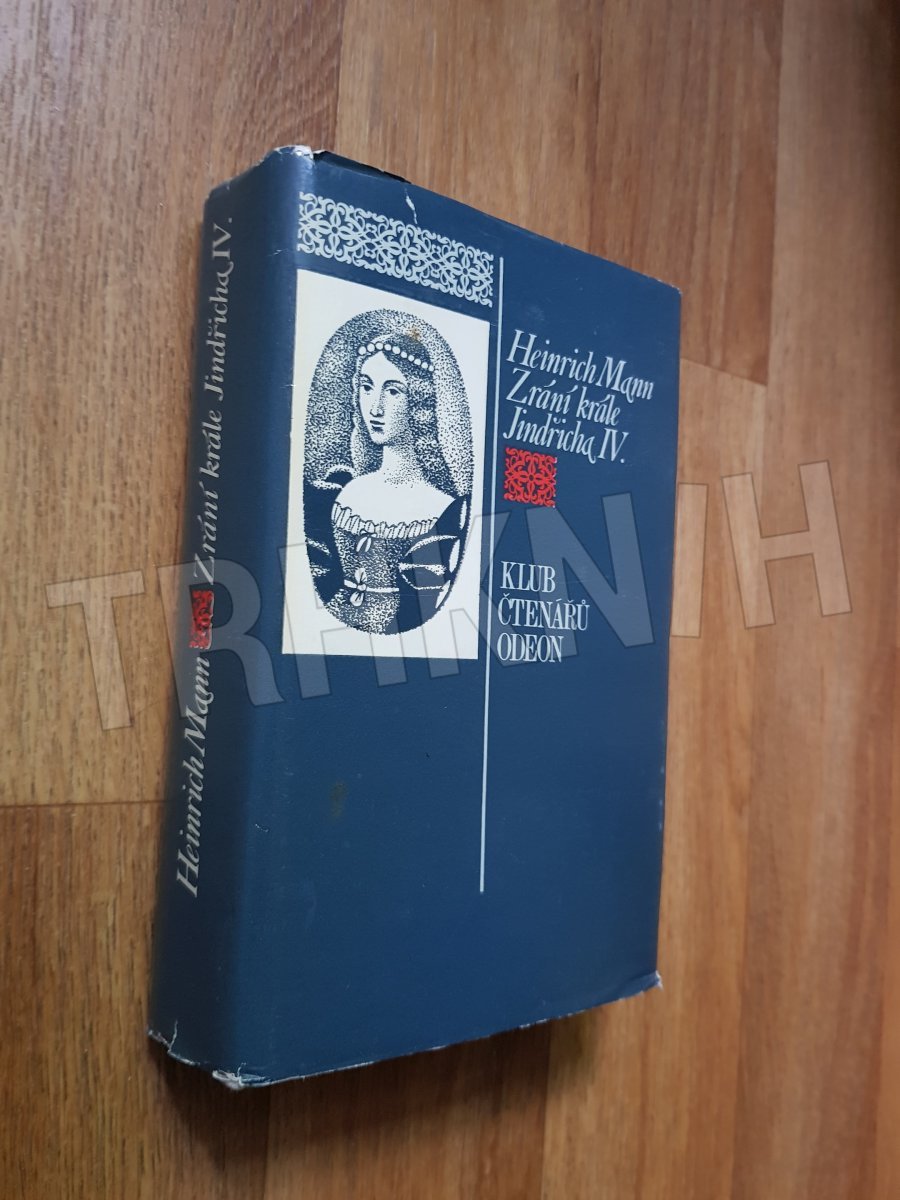 Heinrich Mann Zrání krále Jindřicha IV.
Heinrich Mann
Zrání krále
Jindřicha IV.
KLUB
ČTENÁŘŮ
ODEON
TRHKNIH